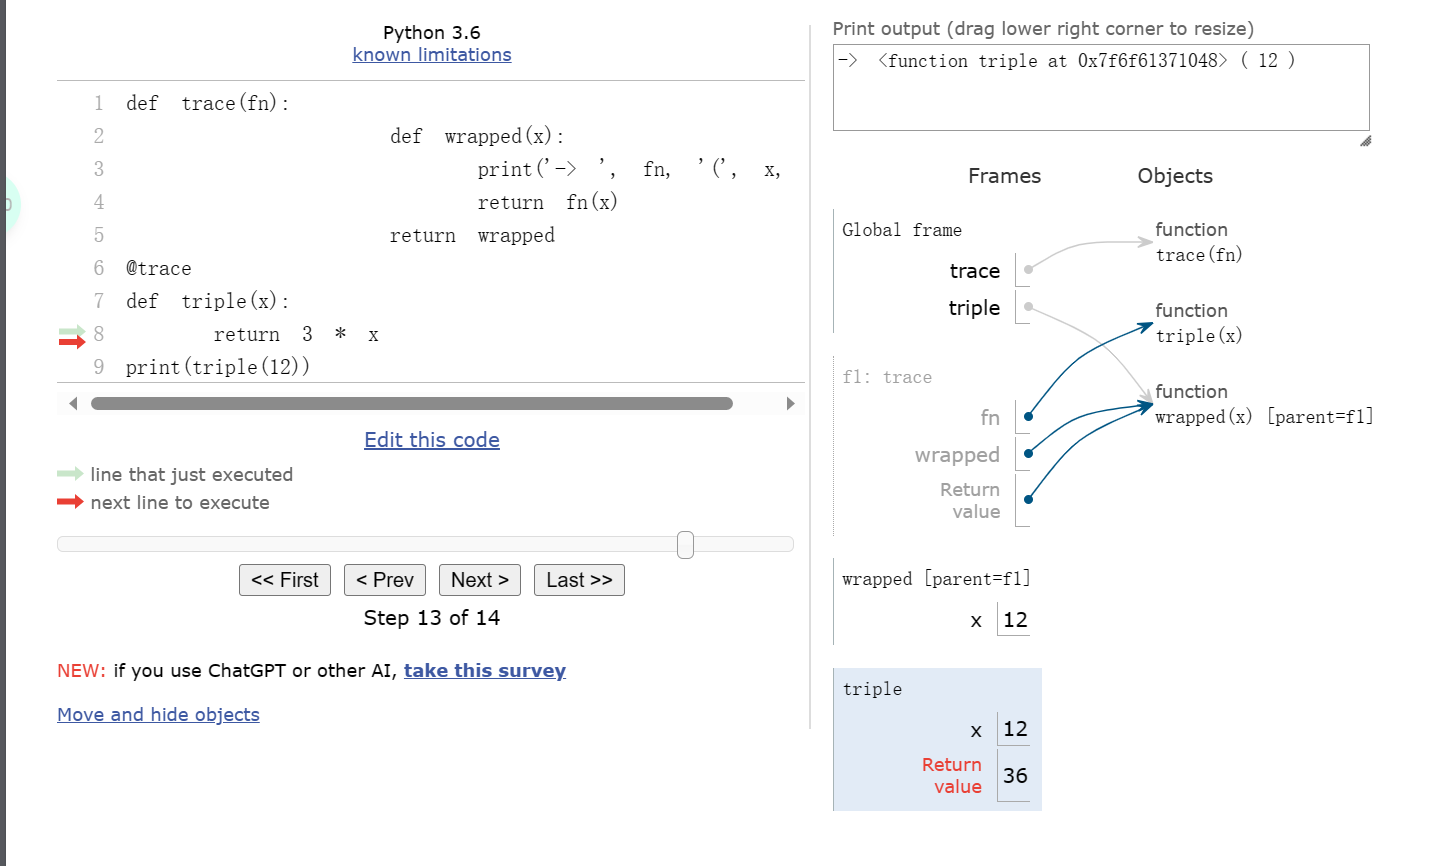 Python 3.6
known limitations
1 def trace(fn):
2 def wrapped(x):
3 print('-> ', fn, '(', x,
4 return fn(x)
5 return wrapped
6 @trace
7 def triple(x):
8 return 3 * x
9 print(triple(12))
Edit this code
line that just executed
next line to execute
<< First < Prev Next > Last >>
Step 13 of 14
NEW: if you use ChatGPT or other AI, take this survey
Move and hide objects
Print output (drag lower right corner to resize)
-> <function triple at 0x7f6f61371048> ( 12 )
Frames Objects
Global frame
trace
triple
function
trace(fn)
function
triple(x)
function
wrapped(x) [parent=f1]
f1: trace
fn
wrapped
Return
value
wrapped [parent=f1]
x 12
triple
x 12
Return
value 36